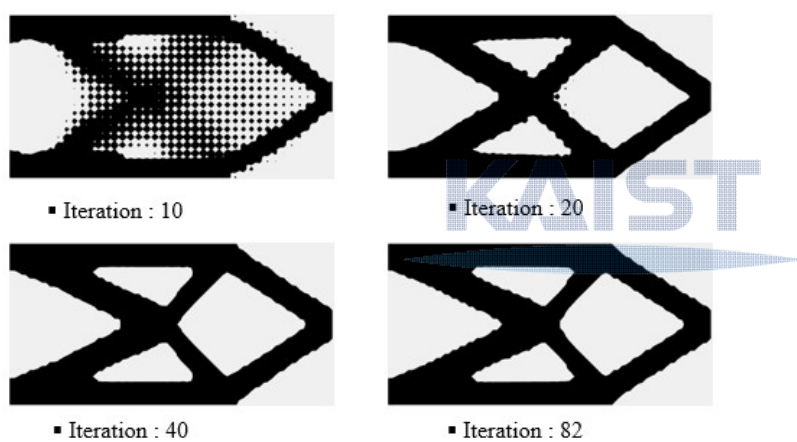 ▪ Iteration : 10
▪ Iteration : 20
KAIST
▪ Iteration : 40
▪ Iteration : 82